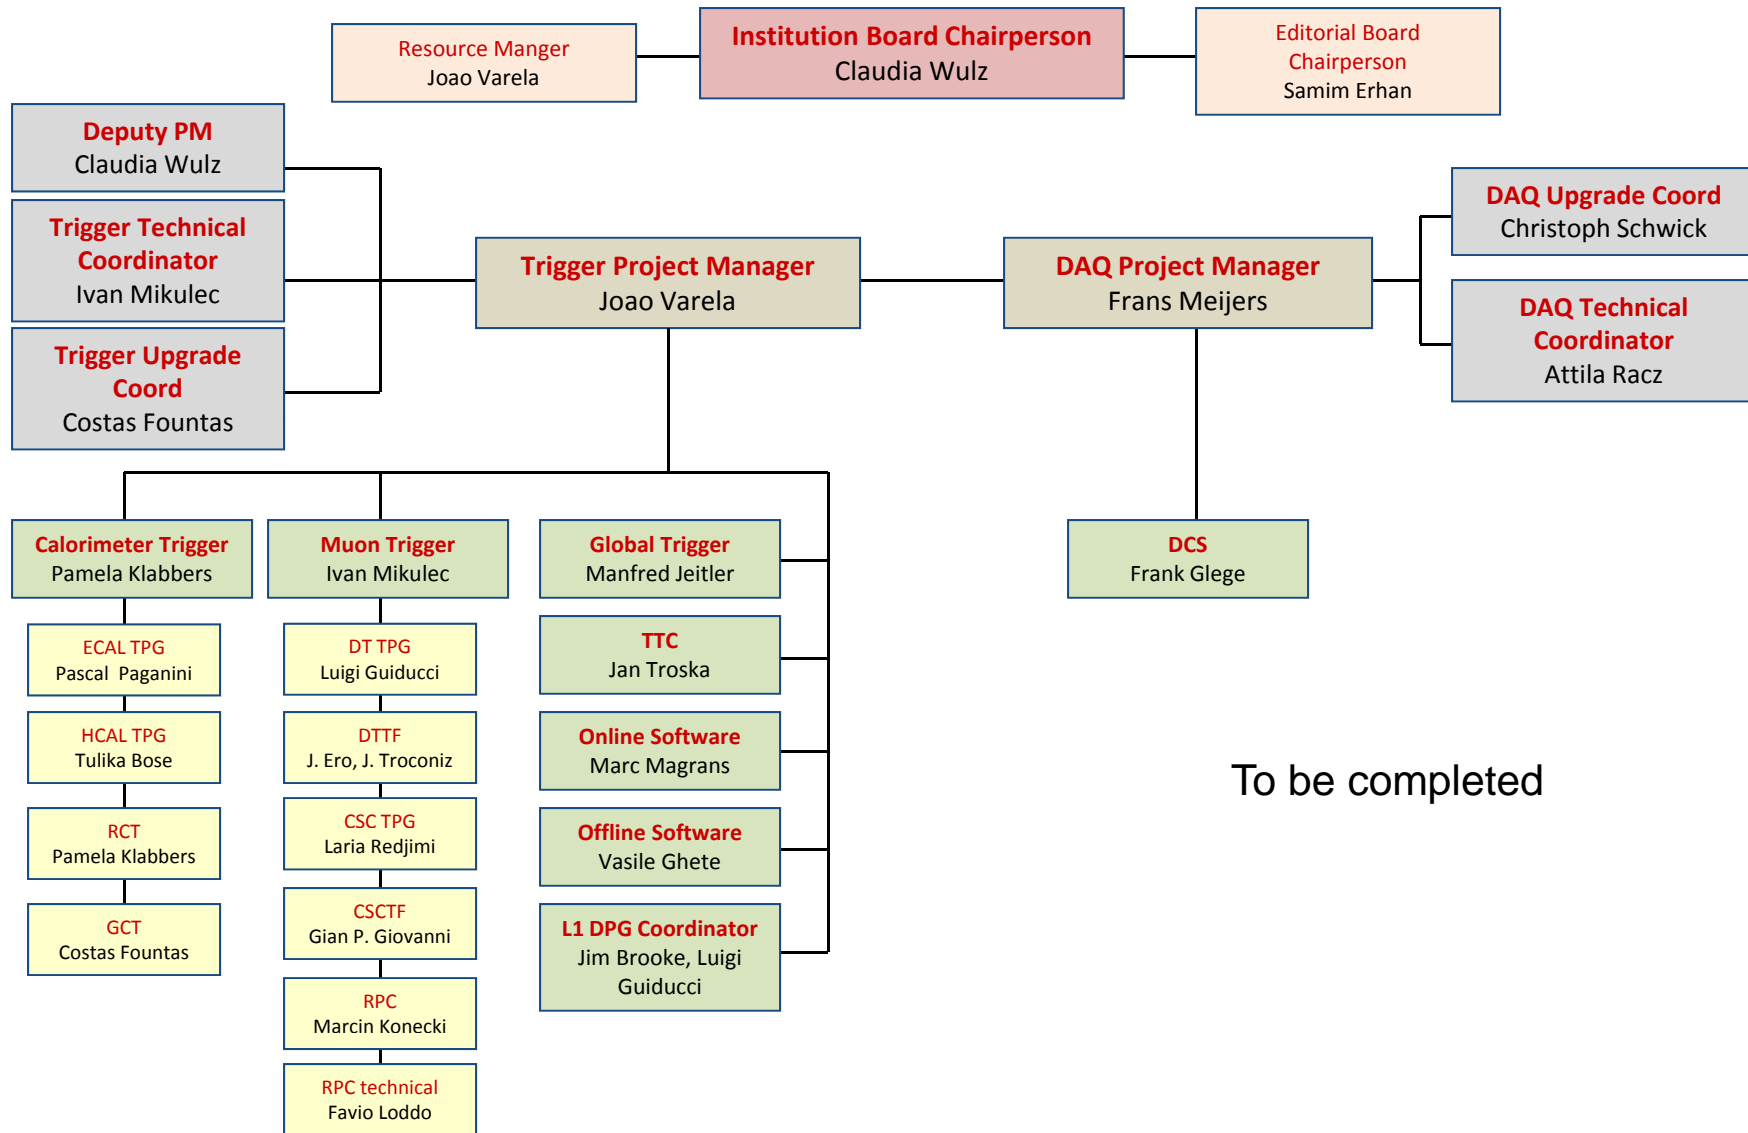 Resource Manger
Joao Varela
Institution Board Chairperson
Claudia Wulz
Editorial Board
Chairperson
Samim Erhan
Deputy PM
Claudia Wulz
Trigger Technical
Coordinator
Ivan Mikulec
Trigger Upgrade
Coord
Costas Fountas
Trigger Project Manager
Joao Varela
DAQ Project Manager
Frans Meijers
DAQ Upgrade Coord
Christoph Schwick
DAQ Technical
Coordinator
Attila Racz
Calorimeter Trigger
Pamela Klabbers
ECAL TPG
Pascal Paganini
HCAL TPG
Tulika Bose
RCT
Pamela Klabbers
GCT
Costas Fountas
Muon Trigger
Ivan Mikulec
DT TPG
Luigi Guiducci
DTTF
J. Ero, J. Troconiz
CSC TPG
Laria Redjimi
CSCTF
Gian P. Giovanni
RPC
Marcin Konecki
RPC technical
Favio Loddo
Global Trigger
Manfred Jeitler
TTC
Jan Troska
Online Software
Marc Magrans
Offline Software
Vasile Ghete
L1 DPG Coordinator
Jim Brooke, Luigi
Guiducci
DCS
Frank Glege
To be completed